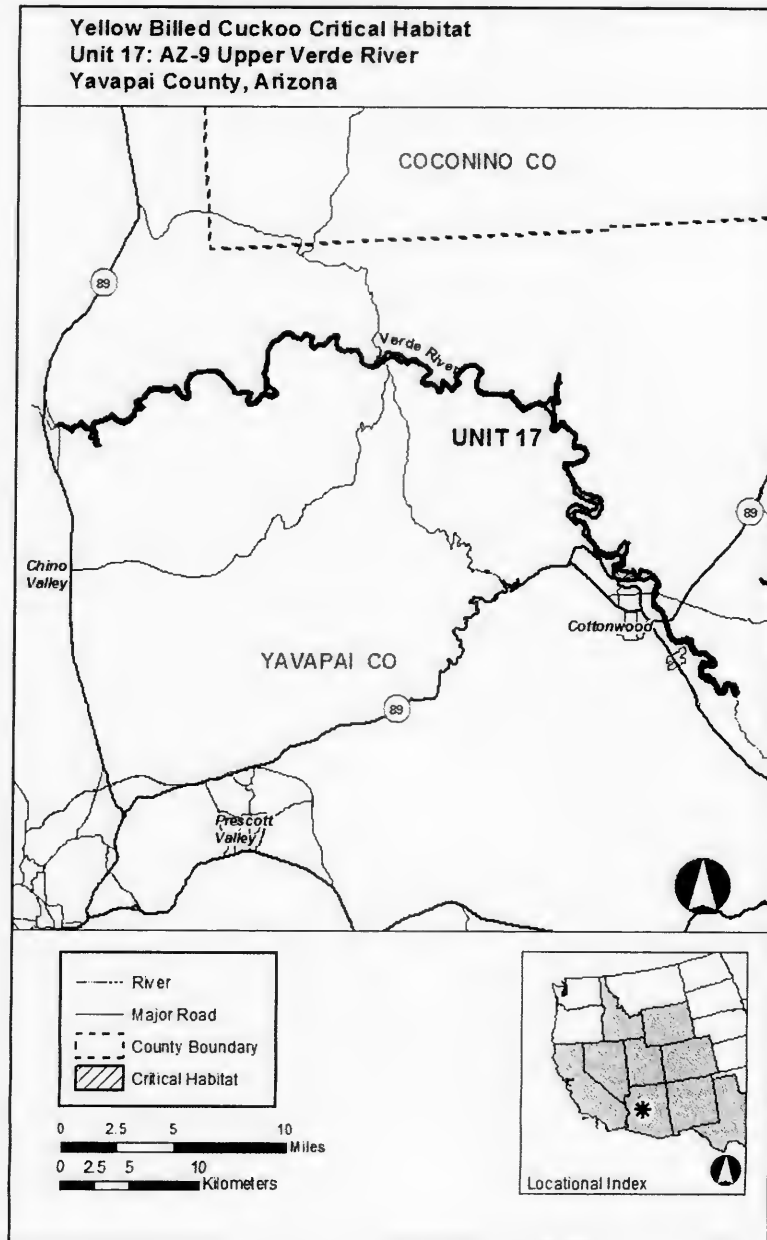 Yellow Billed Cuckoo Critical Habitat
Unit 17: AZ-9 Upper Verde River
Yavapai County, Arizona
COCONINO CO
89
Verde River
UNIT 17
89
Chino
Valley
Cottonwood
YAVAPAI CO
89
Prescott
Valley
River
Major Road
County Boundary
Critical Habitat
0 2.5 5 10
Miles
0 2.5 5 10
Kilometers
Locational Index